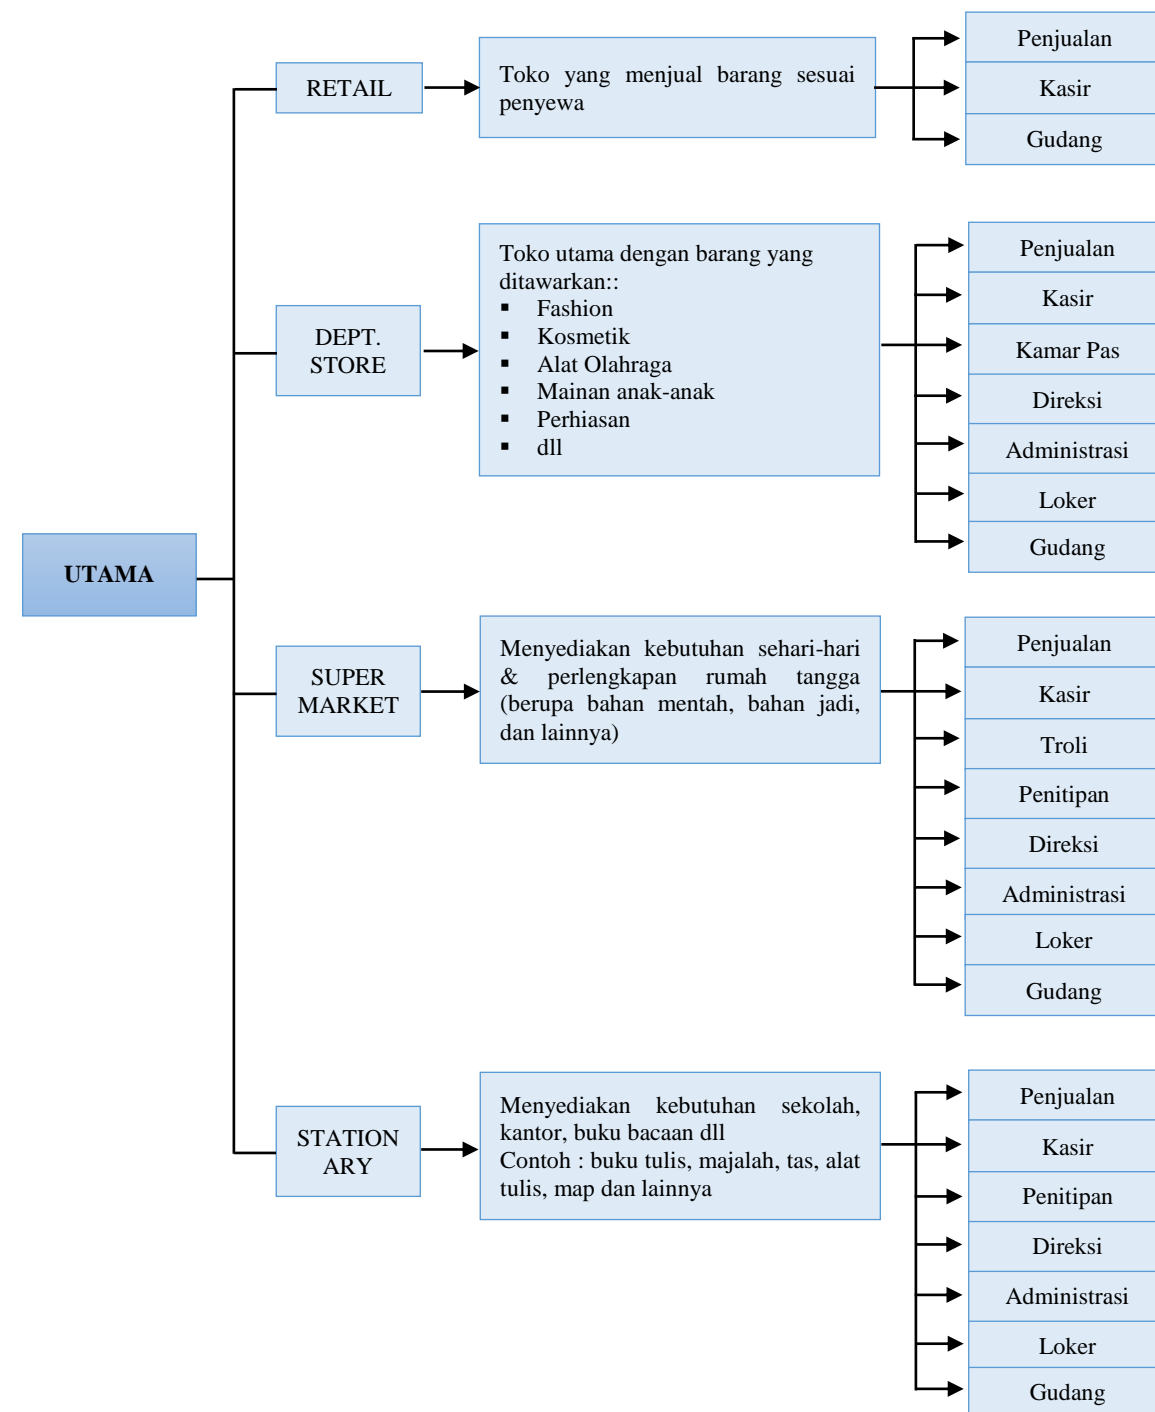 UTAMA
RETAIL
Toko yang menjual barang sesuai
penyewa
Penjualan
Kasir
Gudang
DEPT.
STORE
Toko utama dengan barang yang
ditawarkan::
▪ Fashion
▪ Kosmetik
▪ Alat Olahraga
▪ Mainan anak-anak
▪ Perhiasan
▪ dll
Penjualan
Kasir
Kamar Pas
Direksi
Administrasi
Loker
Gudang
SUPER
MARKET
Menyediakan kebutuhan sehari-hari
& perlengkapan rumah tangga
(berupa bahan mentah, bahan jadi,
dan lainnya)
Penjualan
Kasir
Troli
Penitipan
Direksi
Administrasi
Loker
Gudang
STATION
ARY
Menyediakan kebutuhan sekolah,
kantor, buku bacaan dll
Contoh : buku tulis, majalah, tas, alat
tulis, map dan lainnya
Penjualan
Kasir
Penitipan
Direksi
Administrasi
Loker
Gudang